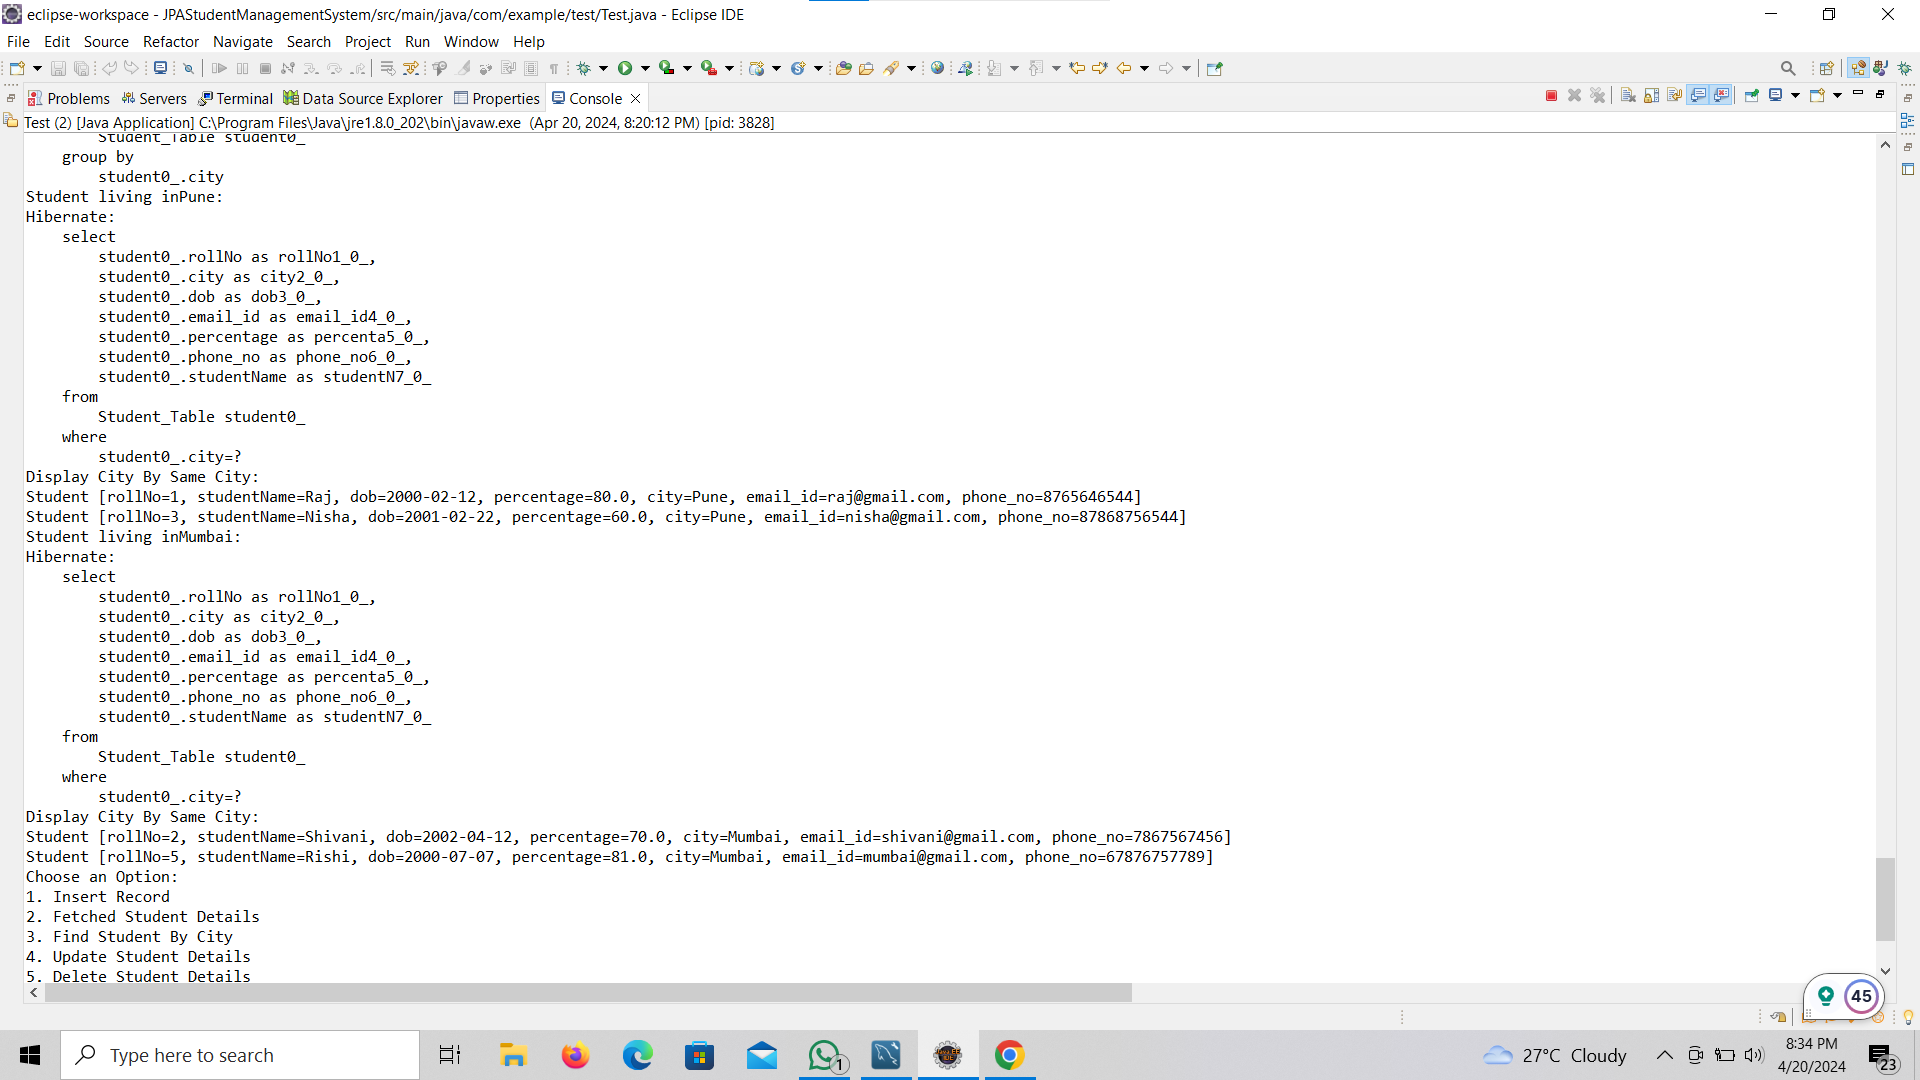 eclipse-workspace - JPAStudentManagementSystem/src/main/java/com/example/test/Test.java - Eclipse IDE
File Edit Source Refactor Navigate Search Project Run Window Help
Problems Servers Terminal Data Source Explorer Properties Console
Test (2) [Java Application] C:\Program Files\Java\jre1.8.0_202\bin\javaw.exe (Apr 20, 2024, 8:20:12 PM) [pid: 3828]
        Student_Table student0_
    group by
        student0_.city
Student living inPune:
Hibernate:
    select
        student0_.rollNo as rollNo1_0_,
        student0_.city as city2_0_,
        student0_.dob as dob3_0_,
        student0_.email_id as email_id4_0_,
        student0_.percentage as percenta5_0_,
        student0_.phone_no as phone_no6_0_,
        student0_.studentName as studentN7_0_
    from
        Student_Table student0_
    where
        student0_.city=?
Display City By Same City:
Student [rollNo=1, studentName=Raj, dob=2000-02-12, percentage=80.0, city=Pune, email_id=raj@gmail.com, phone_no=8765646544]
Student [rollNo=3, studentName=Nisha, dob=2001-02-22, percentage=60.0, city=Pune, email_id=nisha@gmail.com, phone_no=87868756544]
Student living inMumbai:
Hibernate:
    select
        student0_.rollNo as rollNo1_0_,
        student0_.city as city2_0_,
        student0_.dob as dob3_0_,
        student0_.email_id as email_id4_0_,
        student0_.percentage as percenta5_0_,
        student0_.phone_no as phone_no6_0_,
        student0_.studentName as studentN7_0_
    from
        Student_Table student0_
    where
        student0_.city=?
Display City By Same City:
Student [rollNo=2, studentName=Shivani, dob=2002-04-12, percentage=70.0, city=Mumbai, email_id=shivani@gmail.com, phone_no=7867567456]
Student [rollNo=5, studentName=Rishi, dob=2000-07-07, percentage=81.0, city=Mumbai, email_id=mumbai@gmail.com, phone_no=67876757789]
Choose an Option:
1. Insert Record
2. Fetched Student Details
3. Find Student By City
4. Update Student Details
5. Delete Student Details
45
Type here to search
1
27°C Cloudy
8:34 PM
4/20/2024
23